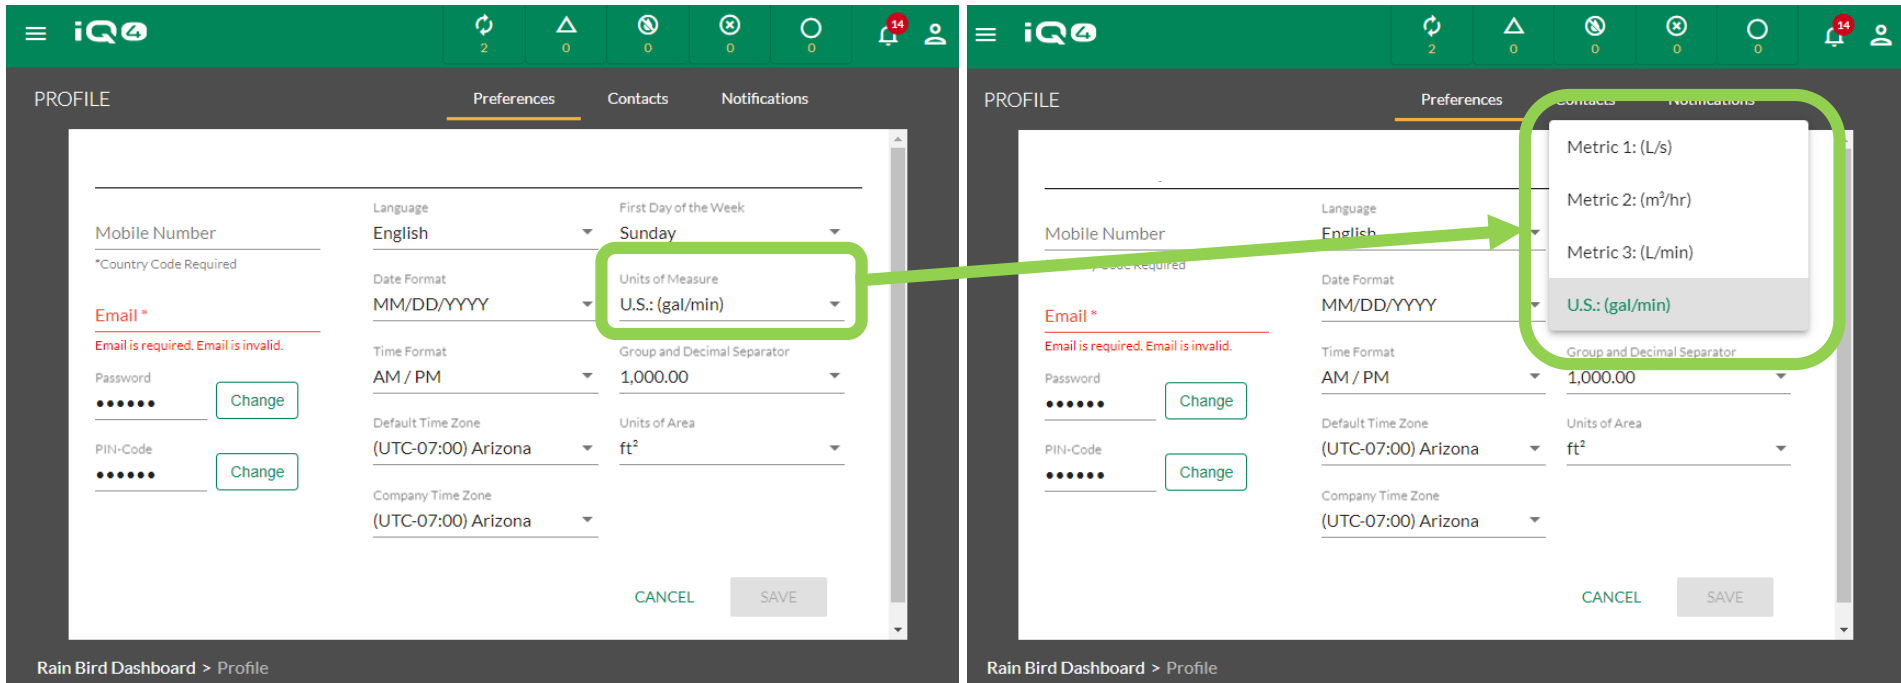 iQ4
2
0
0
0
0
14
PROFILE
Preferences
Contacts
Notifications
Mobile Number
*Country Code Required
Email *
Email is required. Email is invalid.
Password
••••••
Change
PIN-Code
••••••
Change
Language
English
Date Format
MM/DD/YYYY
Time Format
AM / PM
Default Time Zone
(UTC-07:00) Arizona
Company Time Zone
(UTC-07:00) Arizona
First Day of the Week
Sunday
Units of Measure
U.S.: (gal/min)
Group and Decimal Separator
1,000.00
Units of Area
ft²
CANCEL
SAVE
Rain Bird Dashboard > Profile
iQ4
2
0
0
0
0
14
PROFILE
Preferences
Contacts
Notifications
Mobile Number
Code Required
Email *
Email is required. Email is invalid.
Password
••••••
Change
PIN-Code
••••••
Change
Language
English
Date Format
MM/DD/YYYY
Time Format
AM / PM
Default Time Zone
(UTC-07:00) Arizona
Company Time Zone
(UTC-07:00) Arizona
Metric 1: (L/s)
Metric 2: (m³/hr)
Metric 3: (L/min)
U.S.: (gal/min)
Group and Decimal Separator
1,000.00
Units of Area
ft²
CANCEL
SAVE
Rain Bird Dashboard > Profile